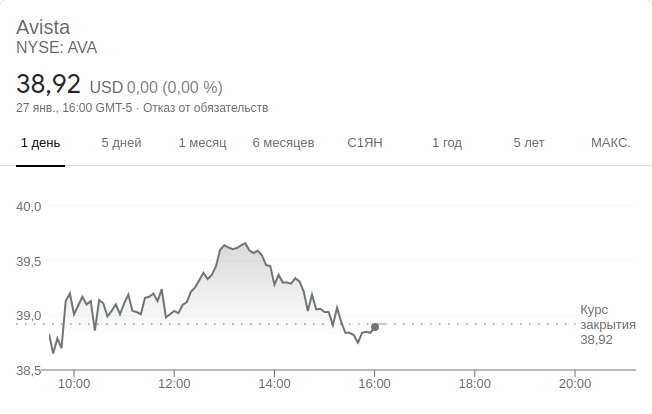 Avista
NYSE: AVA
38,92 USD 0,00 (0,00 %)
27 янв., 16:00 GMT-5 · Отказ от обязательств
1 день 5 дней 1 месяц 6 месяцев С1ЯН 1 год 5 лет МАКС.
40,0
39,5
39,0
38,5
Курс
закрытия
38,92
10:00 12:00 14:00 16:00 18:00 20:00